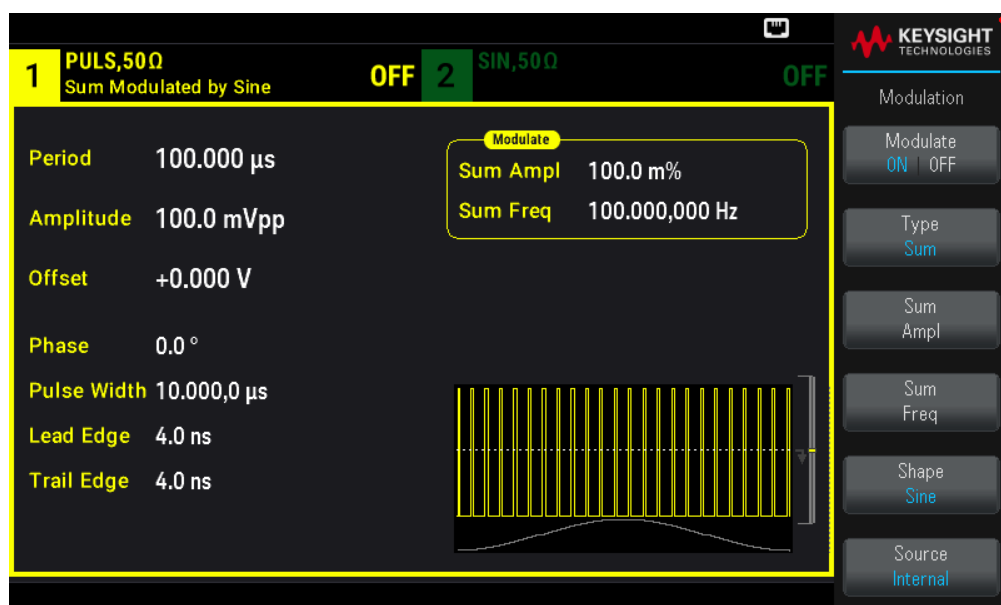 KEYSIGHT
TECHNOLOGIES
1 PULS,50Ω OFF 2 SIN,50Ω OFF
Sum Modulated by Sine
Modulation
Period 100.000 µs
Amplitude 100.0 mVpp
Offset +0.000 V
Phase 0.0 °
Pulse Width 10.000,0 µs
Lead Edge 4.0 ns
Trail Edge 4.0 ns
Modulate
Sum Ampl 100.0 m%
Sum Freq 100.000,000 Hz
Modulate
ON OFF
Type
Sum
Sum
Ampl
Sum
Freq
Shape
Sine
Source
Internal